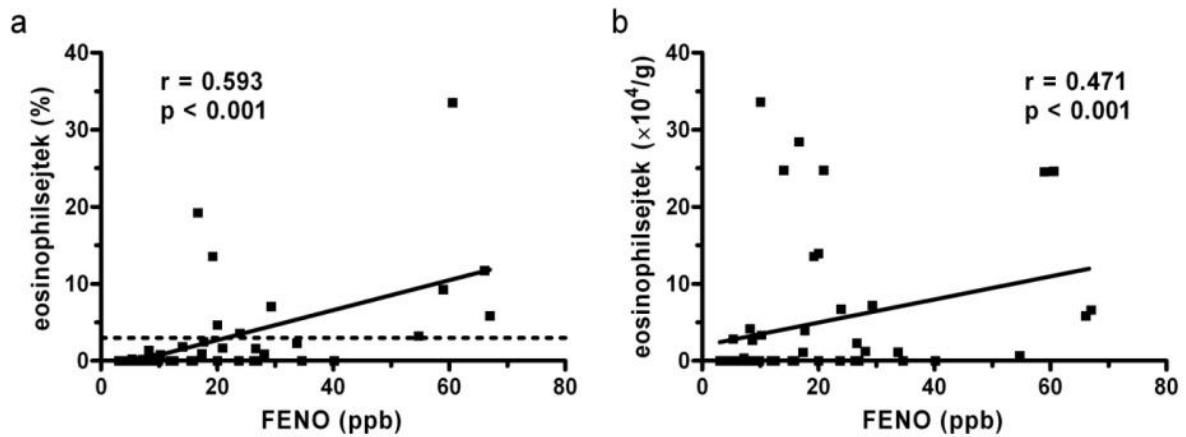 a
eosinophilsejtek (%)
40
30
20
10
0
r = 0.593
p < 0.001
0 20 40 60 80
FENO (ppb)
b
eosinophilsejtek (×10⁴/g)
40
30
20
10
0
r = 0.471
p < 0.001
0 20 40 60 80
FENO (ppb)